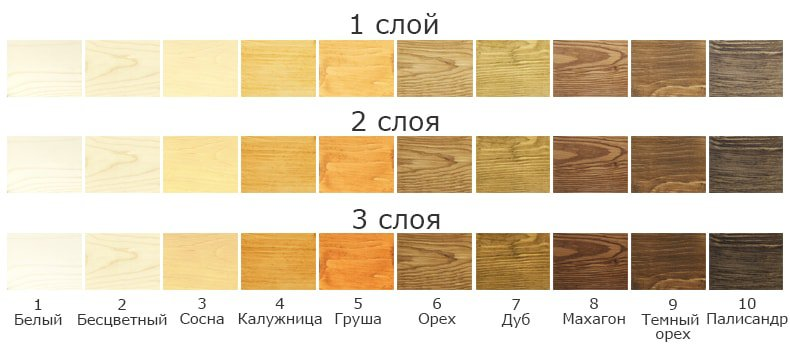 1 слой
2 слоя
3 слоя
1 2 3 4 5 6 7 8 9 10
Белый Бесцветный Сосна Калужница Груша Орех Дуб Махагон Темный орех Палисандр